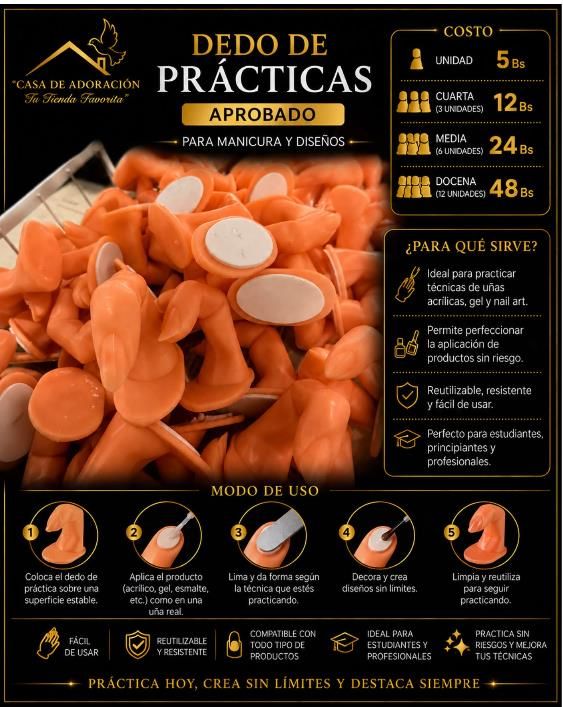 "CASA DE ADORACIÓN
Tu Tienda Favorita"
DEDO DE
PRÁCTICAS
APROBADO
PARA MANICURA Y DISEÑOS
COSTO
UNIDAD 5 Bs
CUARTA
(3 UNIDADES) 12 Bs
MEDIA
(6 UNIDADES) 24 Bs
DOCENA
(12 UNIDADES) 48 Bs
¿PARA QUÉ SIRVE?
Ideal para practicar
técnicas de uñas
acrílicas, gel y nail art.
Permite perfeccionar
la aplicación de
productos sin riesgo.
Reutilizable, resistente
y fácil de usar.
Perfecto para estudiantes,
principiantes y
profesionales.
MODO DE USO
1
Coloca el dedo de
práctica sobre una
superficie estable.
2
Aplica el producto
(acrílico, gel, esmalte,
etc.) como en una
uña real.
3
Lima y da forma según
la técnica que estés
practicando.
4
Decora y crea
diseños sin límites.
5
Limpia y reutiliza
para seguir
practicando.
FÁCIL
DE USAR
REUTILIZABLE
Y RESISTENTE
COMPATIBLE CON
TODO TIPO DE
PRODUCTOS
IDEAL PARA
ESTUDIANTES Y
PROFESIONALES
PRACTICA SIN
RIESGOS Y MEJORA
TUS TÉCNICAS
PRÁCTICA HOY, CREA SIN LÍMITES Y DESTACA SIEMPRE